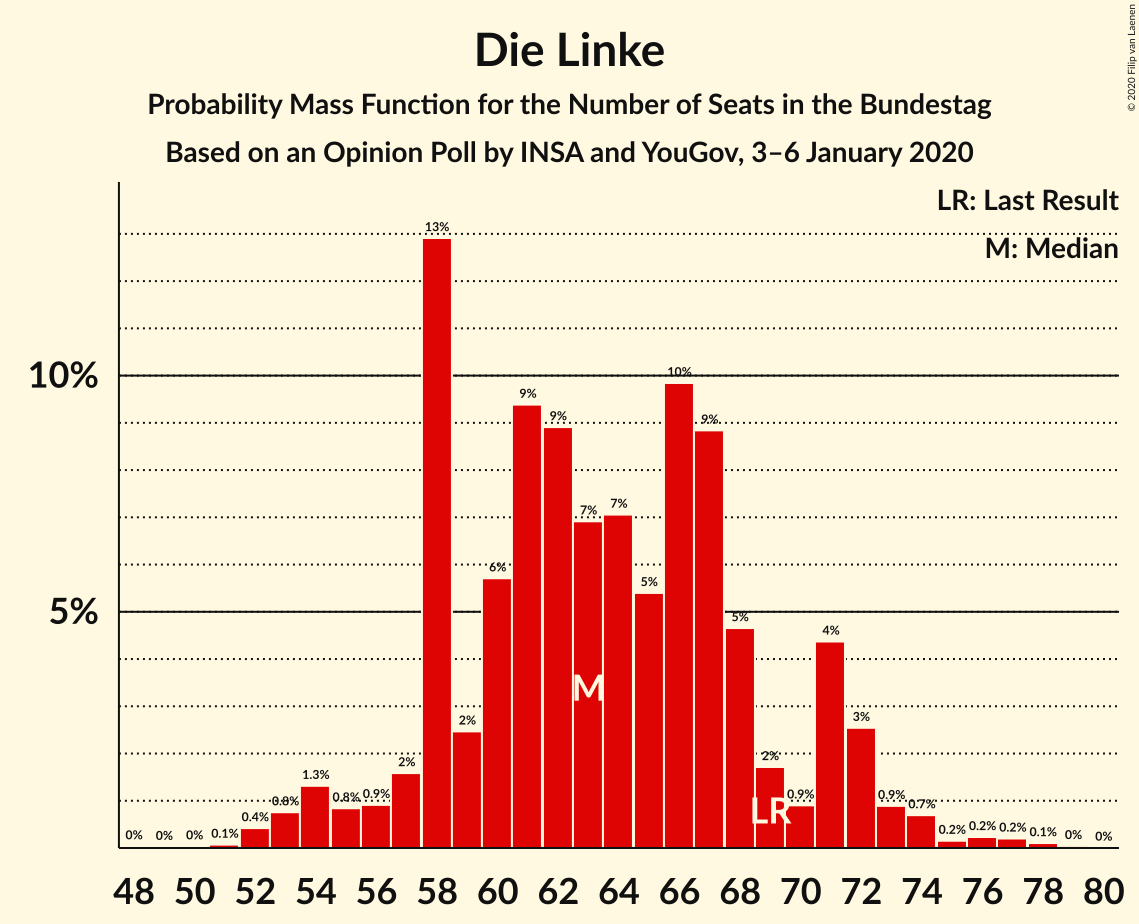 Die Linke
Probability Mass Function for the Number of Seats in the Bundestag
Based on an Opinion Poll by INSA and YouGov, 3–6 January 2020
© 2020 Filip van Laenen
LR: Last Result
M: Median
10%
5%
0% 0% 0% 0.1% 0.4% 0.8% 1.3% 0.8% 0.9% 2% 13% 2% 6% 9% 9% 7% 7% 5% 10% 9% 5% 2% 0.9% 4% 3% 0.9% 0.7% 0.2% 0.2% 0.2% 0.1% 0% 0%
M
LR
48 50 52 54 56 58 60 62 64 66 68 70 72 74 76 78 80